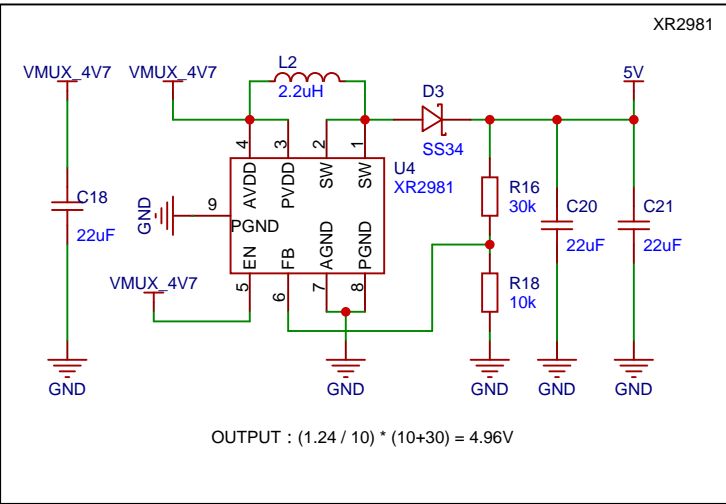 XR2981
VMUX_4V7
VMUX_4V7
L2
2.2uH
D3
SS34
5V
4
3
2
1
AVDD
PVDD
SW
SW
U4
XR2981
C18
22uF
GND
9
PGND
EN
FB
AGND
PGND
R16
30k
C20
22uF
C21
22uF
VMUX_4V7
5
6
7
8
R18
10k
GND
GND
GND
GND
GND
OUTPUT : (1.24 / 10) * (10+30) = 4.96V